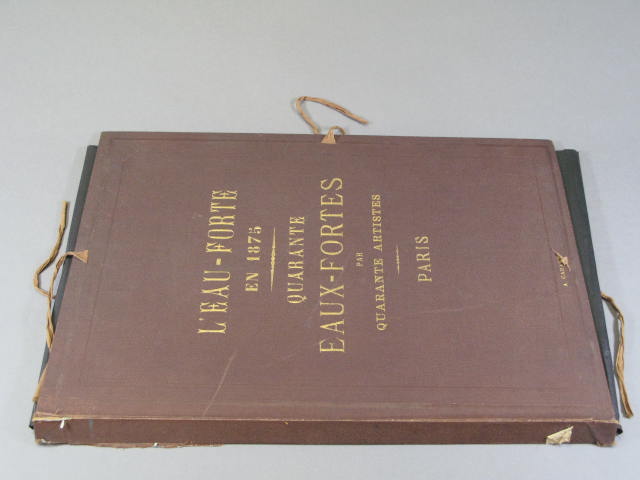 L'EAU-FORTE
EN 1875
QUARANTE
EAUX-FORTES
PAR
QUARANTE ARTISTES
PARIS